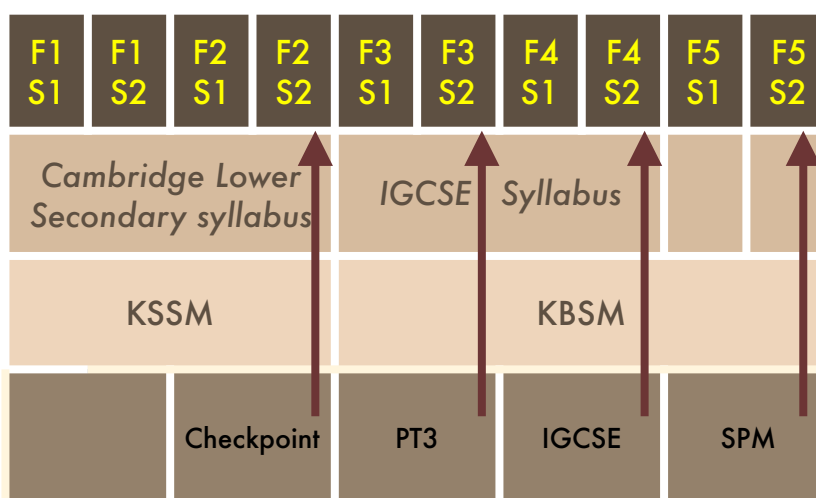 F1 F1 F2 F2 F3 F3 F4 F4 F5 F5
S1 S2 S1 S2 S1 S2 S1 S2 S1 S2
Cambridge Lower
Secondary syllabus
IGCSE Syllabus
KSSM KBSM
Checkpoint PT3 IGCSE SPM